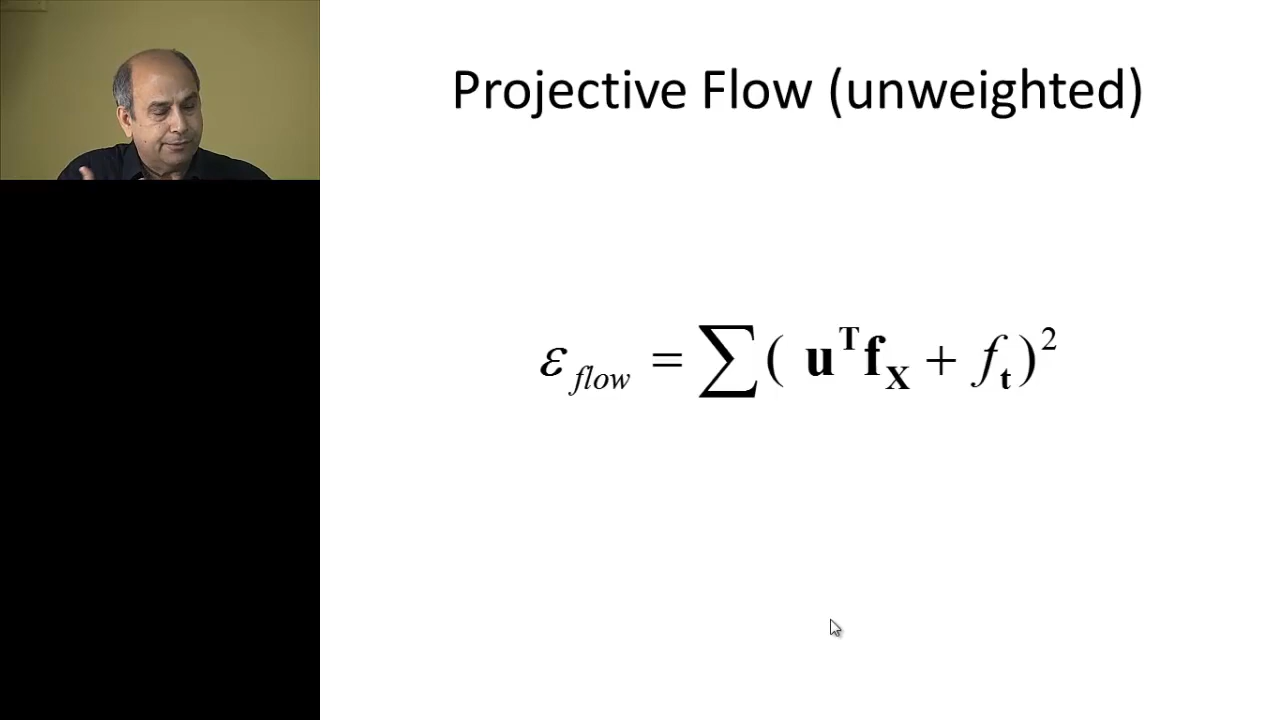 Projective Flow (unweighted)
ε_flow = ∑( u^T f_X + f_t )^2